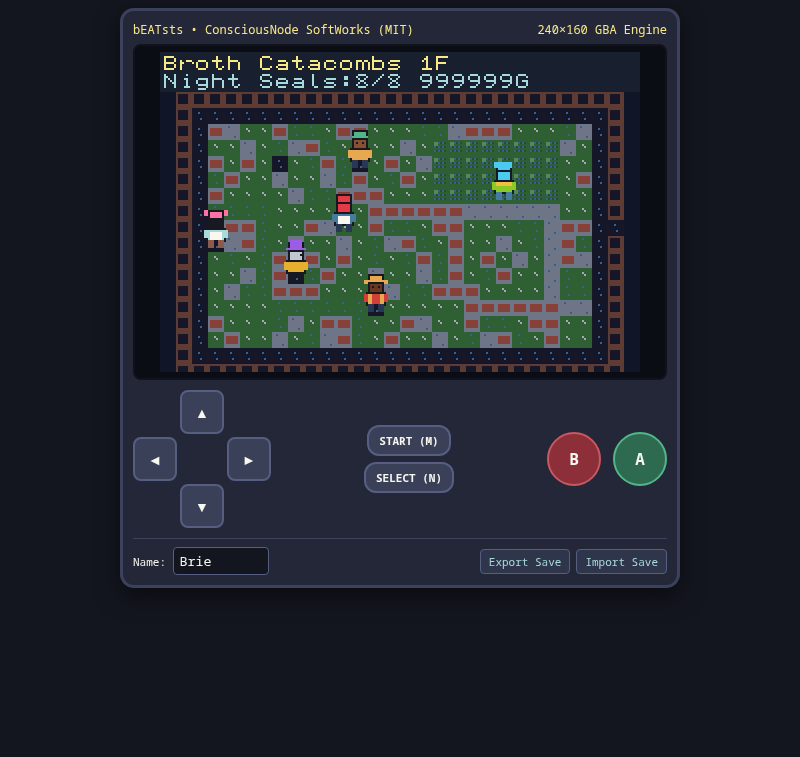 bEATsts • ConsciousNode SoftWorks (MIT)
240×160 GBA Engine
Broth Catacombs 1F
Night Seals:8/8 999999G
▲
◄
►
▼
START (M)
SELECT (N)
B
A
Name:
Brie
Export Save
Import Save